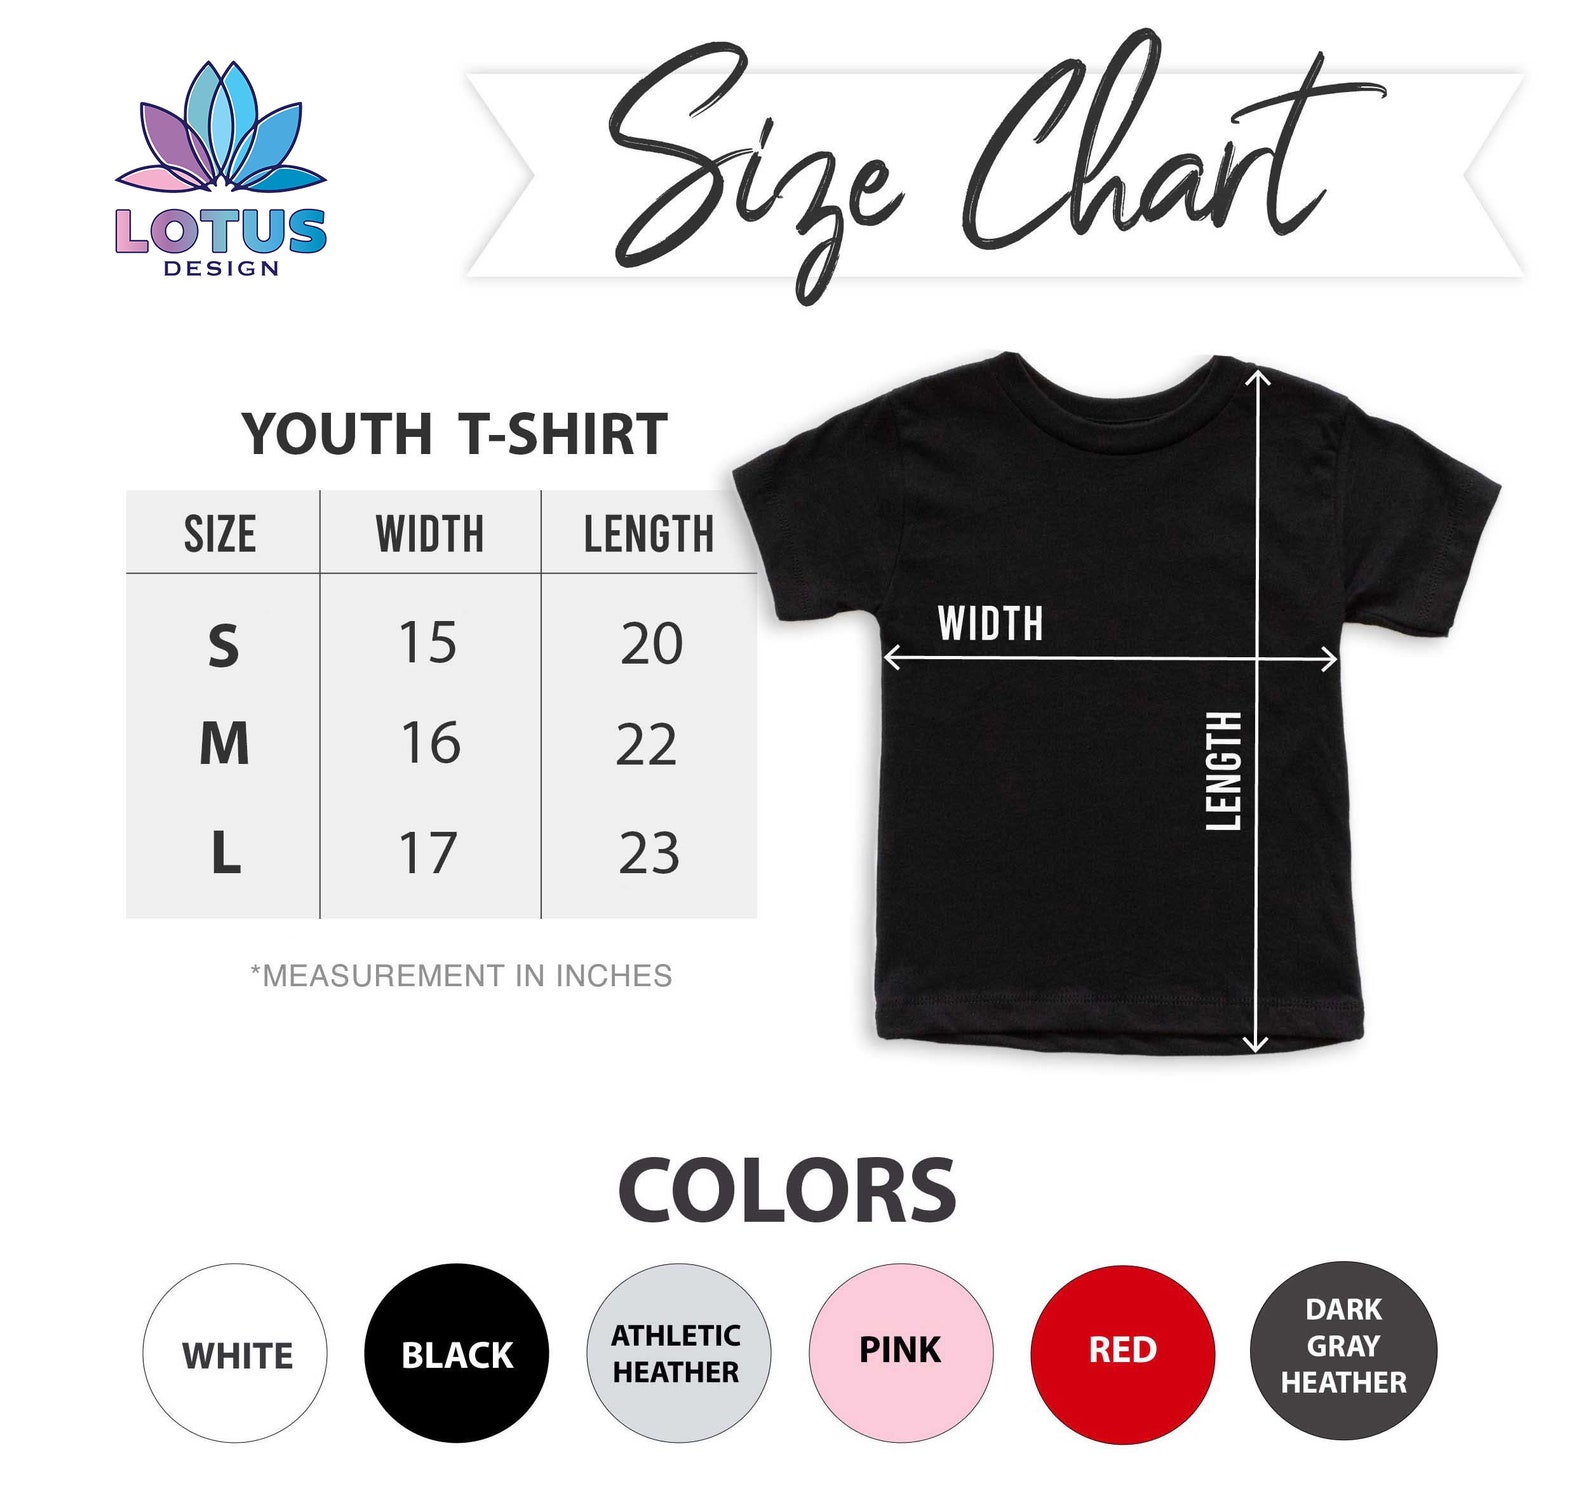 LOTUS
DESIGN
Size Chart
YOUTH T-SHIRT
SIZE WIDTH LENGTH
S 15 20
M 16 22
L 17 23
*MEASUREMENT IN INCHES
WIDTH
LENGTH
COLORS
WHITE
BLACK
ATHLETIC
HEATHER
PINK
RED
DARK
GRAY
HEATHER